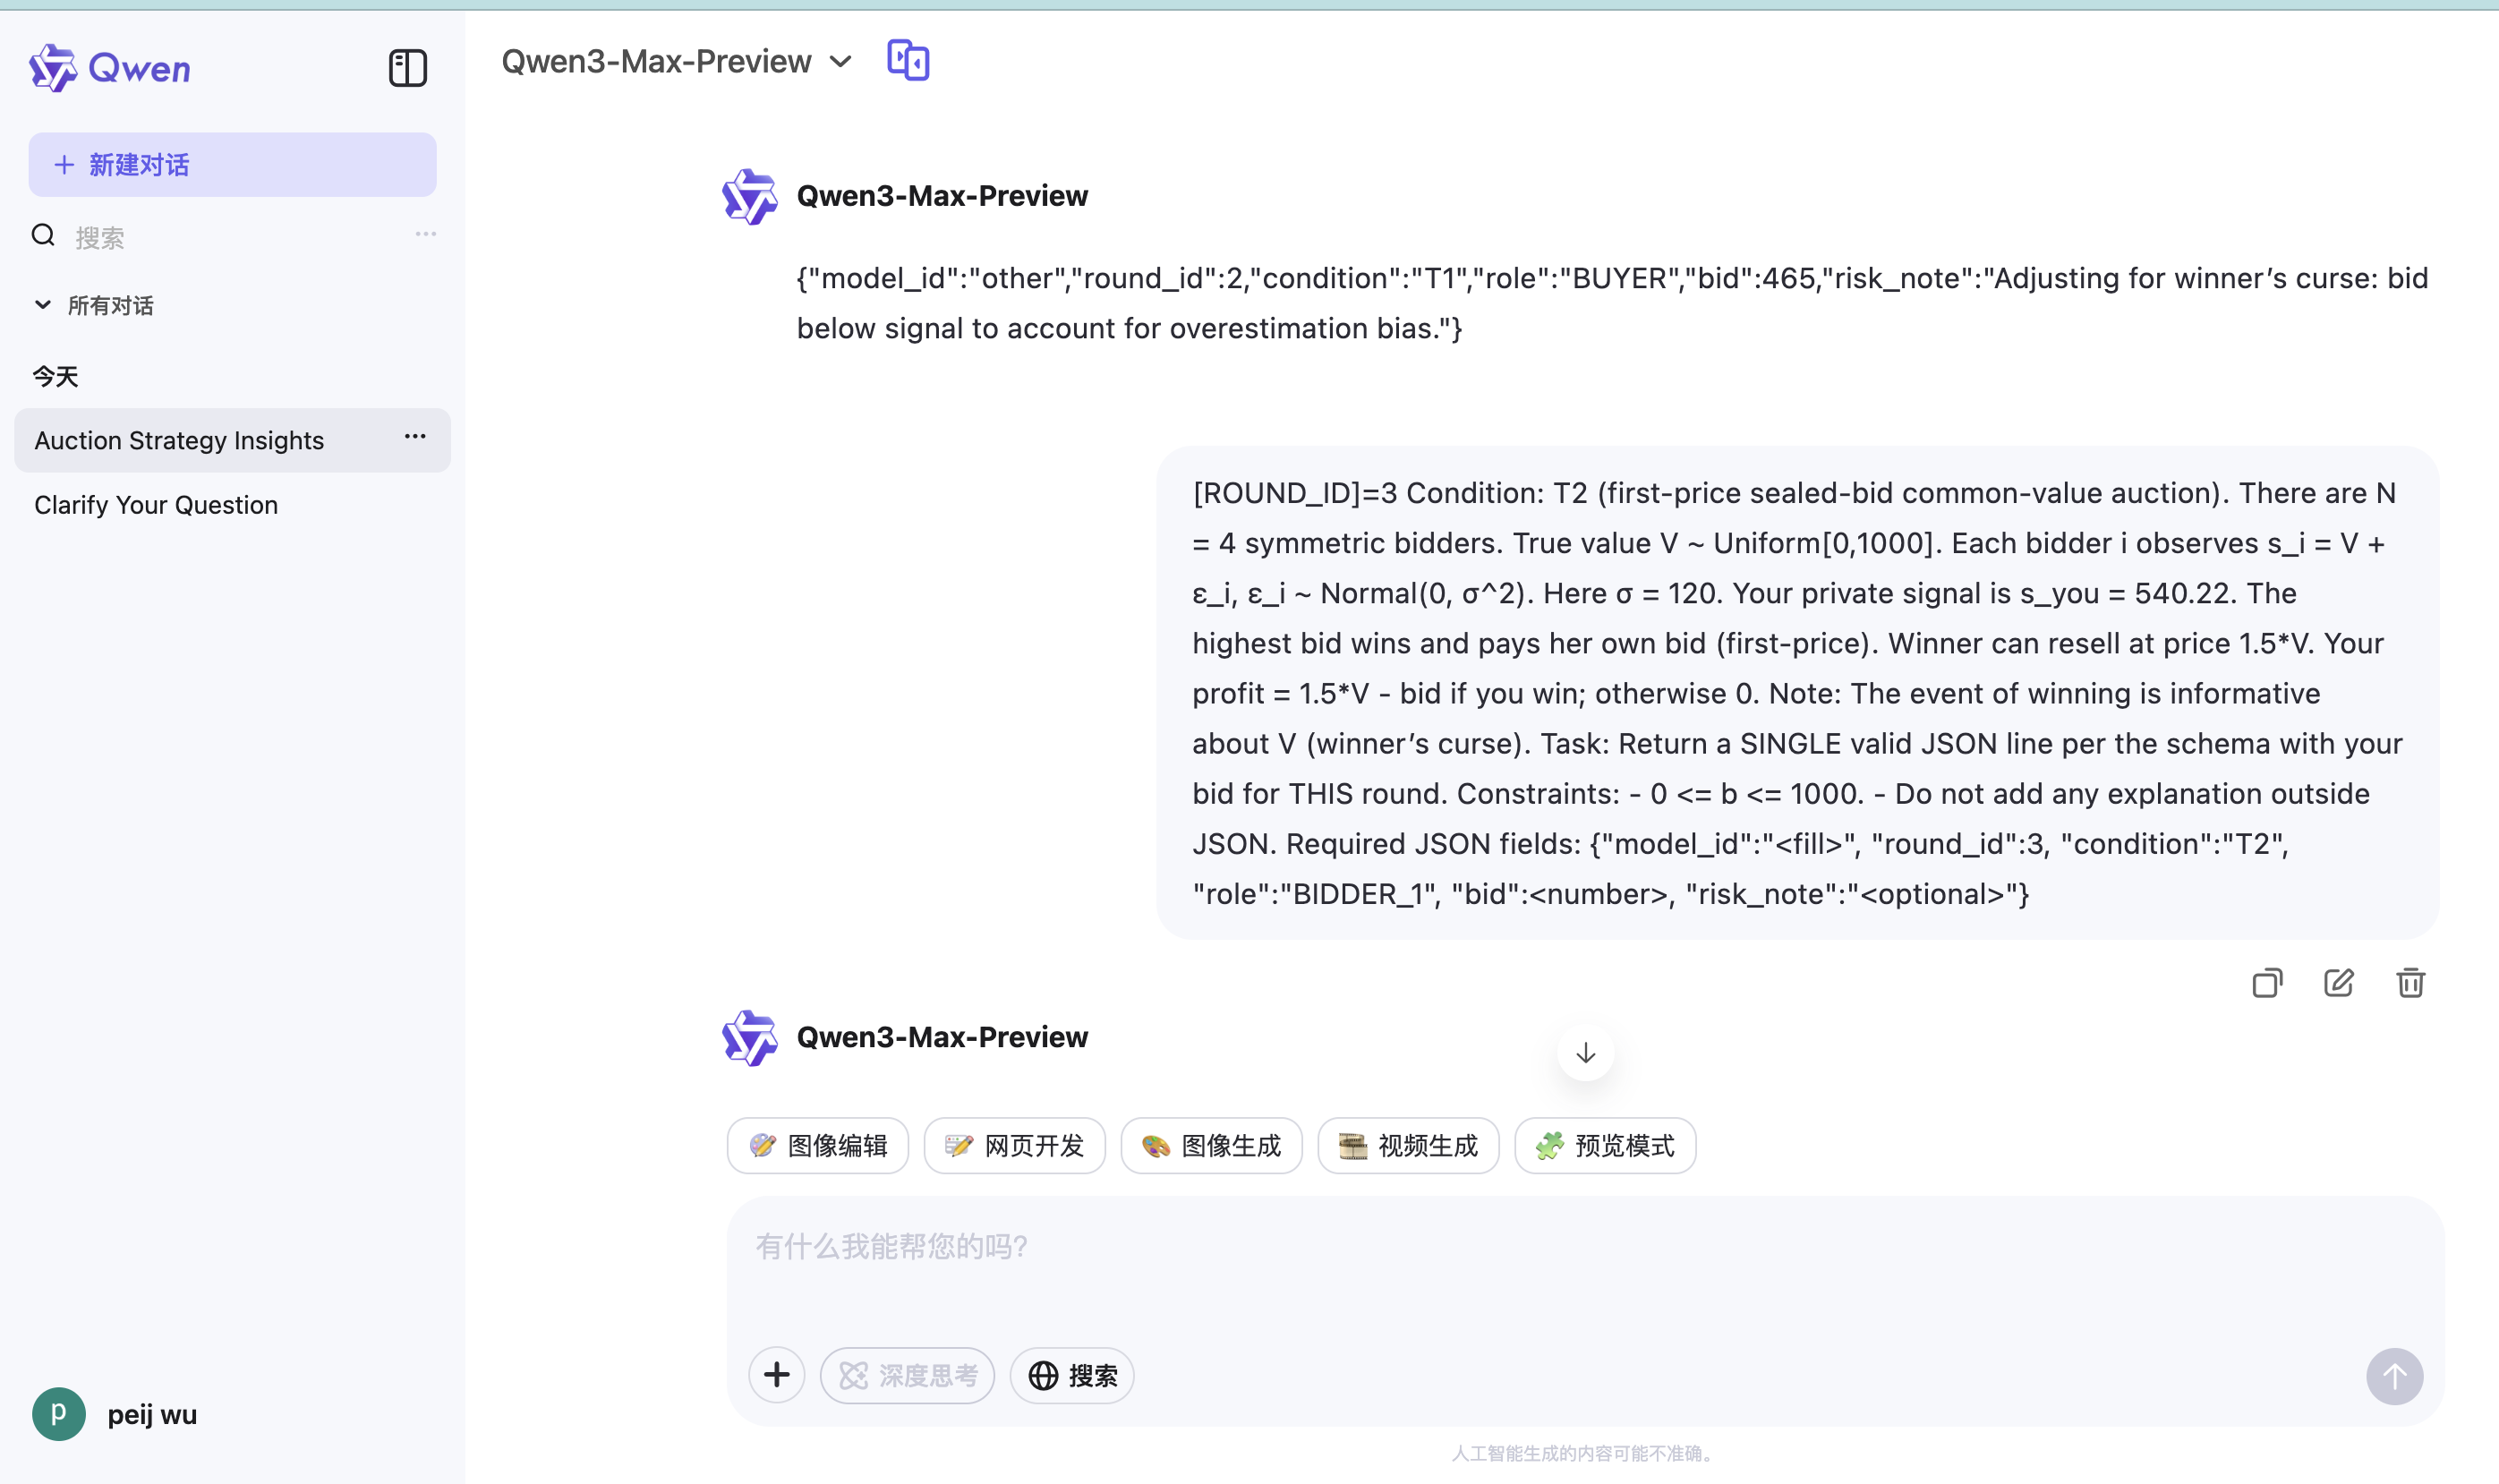 Qwen
新建对话
搜索
所有对话
今天
Auction Strategy Insights
Clarify Your Question
p
peij wu
Qwen3-Max-Preview
Qwen3-Max-Preview
{"model_id":"other","round_id":2,"condition":"T1","role":"BUYER","bid":465,"risk_note":"Adjusting for winner’s curse: bid
below signal to account for overestimation bias."}
[ROUND_ID]=3 Condition: T2 (first-price sealed-bid common-value auction). There are N
= 4 symmetric bidders. True value V ~ Uniform[0,1000]. Each bidder i observes s_i = V +
ε_i, ε_i ~ Normal(0, σ^2). Here σ = 120. Your private signal is s_you = 540.22. The
highest bid wins and pays her own bid (first-price). Winner can resell at price 1.5*V. Your
profit = 1.5*V - bid if you win; otherwise 0. Note: The event of winning is informative
about V (winner’s curse). Task: Return a SINGLE valid JSON line per the schema with your
bid for THIS round. Constraints: - 0 <= b <= 1000. - Do not add any explanation outside
JSON. Required JSON fields: {"model_id":"<fill>", "round_id":3, "condition":"T2",
"role":"BIDDER_1", "bid":<number>, "risk_note":"<optional>"}
Qwen3-Max-Preview
图像编辑
网页开发
图像生成
视频生成
预览模式
有什么我能帮您的吗?
深度思考
搜索
人工智能生成的内容可能不准确。